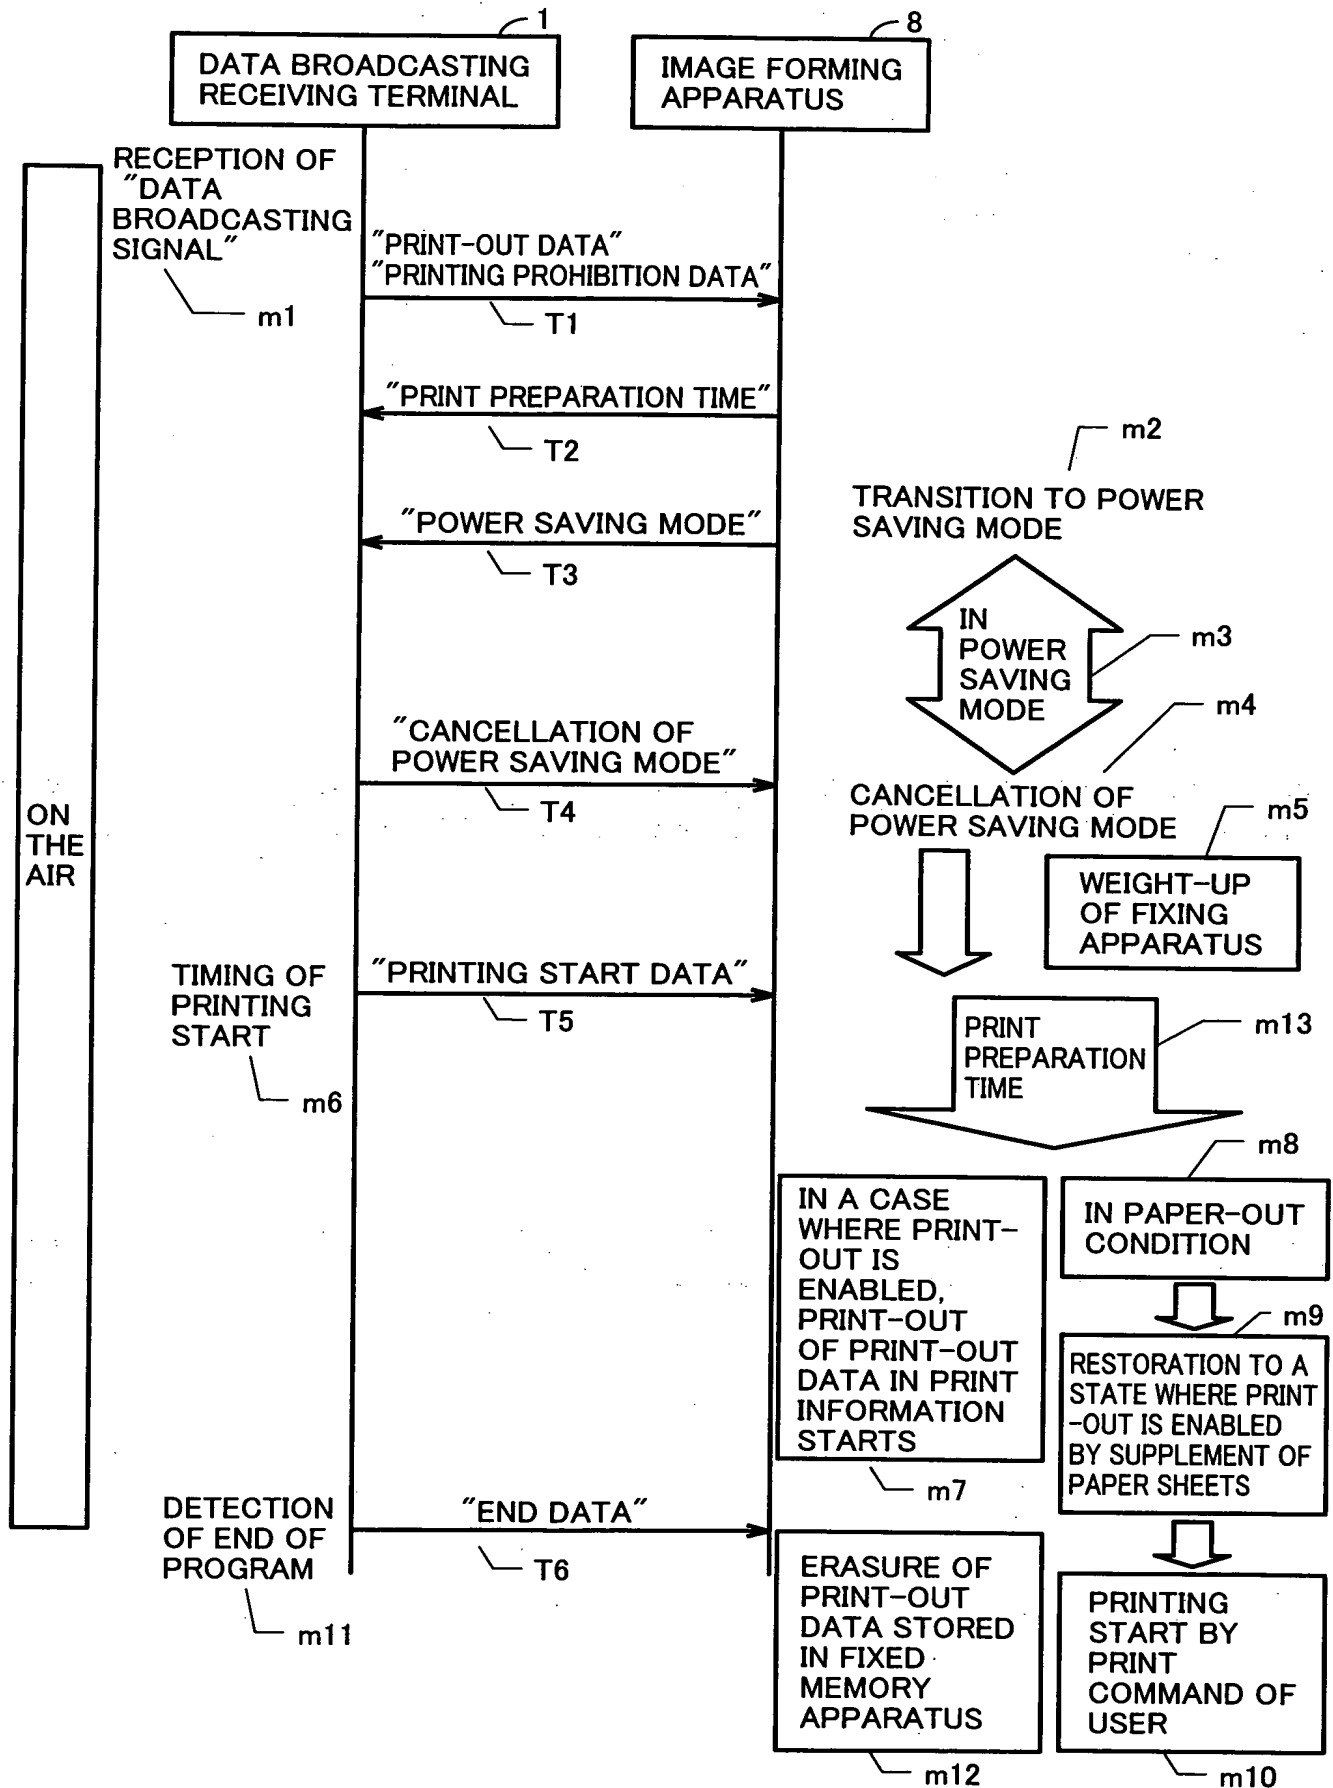 1
DATA BROADCASTING
RECEIVING TERMINAL
8
IMAGE FORMING
APPARATUS
RECEPTION OF
"DATA
BROADCASTING
SIGNAL"
m1
"PRINT-OUT DATA"
"PRINTING PROHIBITION DATA"
T1
"PRINT PREPARATION TIME"
T2
m2
TRANSITION TO POWER
SAVING MODE
"POWER SAVING MODE"
T3
IN
POWER
SAVING
MODE
m3
m4
"CANCELLATION OF
POWER SAVING MODE"
T4
CANCELLATION OF
POWER SAVING MODE
ON
THE
AIR
m5
WEIGHT-UP
OF FIXING
APPARATUS
TIMING OF
PRINTING
START
m6
"PRINTING START DATA"
T5
PRINT
PREPARATION
TIME
m13
m8
IN A CASE
WHERE PRINT-
OUT IS
ENABLED,
PRINT-OUT
OF PRINT-OUT
DATA IN PRINT
INFORMATION
STARTS
m7
IN PAPER-OUT
CONDITION
m9
RESTORATION TO A
STATE WHERE PRINT
-OUT IS ENABLED
BY SUPPLEMENT OF
PAPER SHEETS
DETECTION
OF END OF
PROGRAM
m11
"END DATA"
T6
ERASURE OF
PRINT-OUT
DATA STORED
IN FIXED
MEMORY
APPARATUS
m12
PRINTING
START BY
PRINT
COMMAND OF
USER
m10